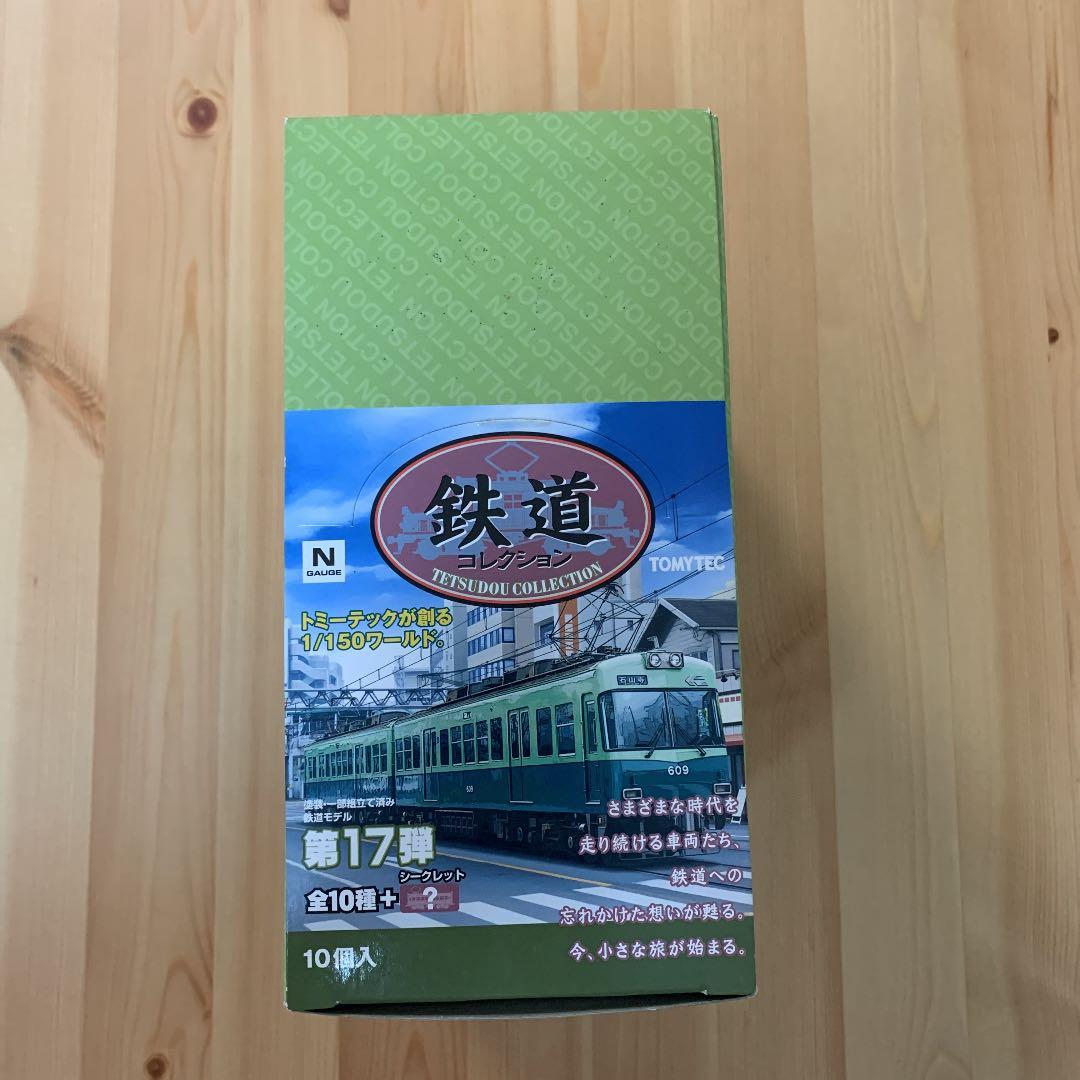 TETSUDOU COLLECTION TETSUDOU COLLECTION
鉄道
コレクション
TETSUDOU COLLECTION
N
GAUGE
TOMYTEC
トミーテックが創る
1/150ワールド。
石山寺
609
609
塗装・一部組立て済み
鉄道モデル
第17弾
シークレット
全10種+
?
さまざまな時代を
走り続ける車両たち、
鉄道への
忘れかけた想いが甦る。
今、小さな旅が始まる。
10個入